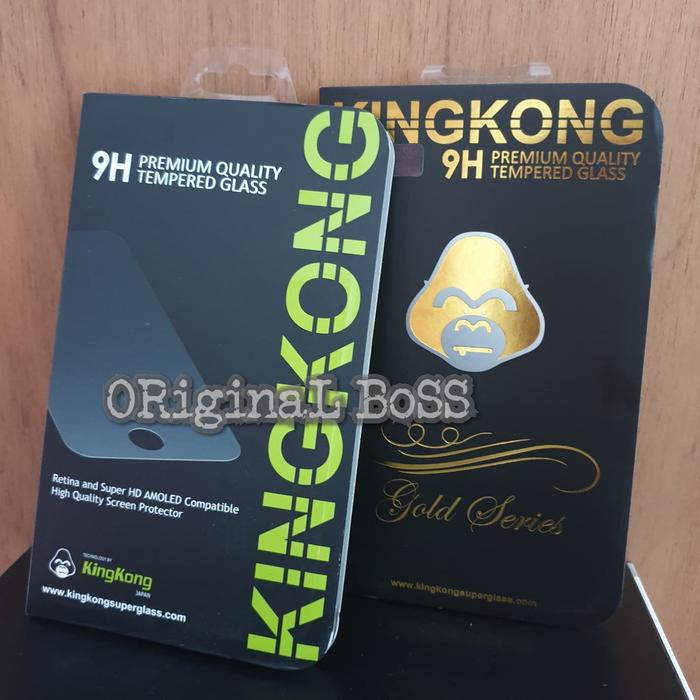 9H PREMIUM QUALITY
TEMPERED GLASS
KINGKONG
Retina and Super HD AMOLED Compatible
High Quality Screen Protector
TECHNOLOGY BY
KingKong
JAPAN
www.kingkongsuperglass.com
KINGKONG
9H PREMIUM QUALITY
TEMPERED GLASS
Gold Series
www.kingkongsuperglass.com
ORiginaL BoSS